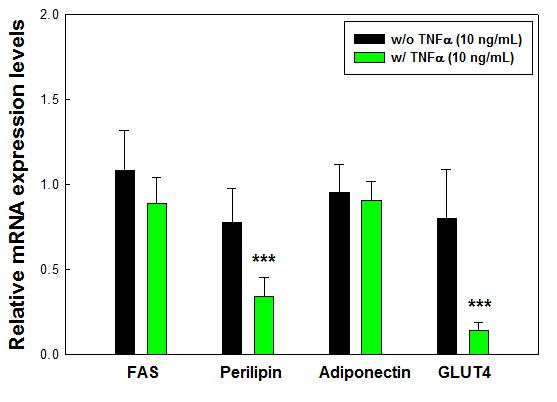 Relative mRNA expression levels
2.0
1.5
1.0
0.5
0.0
w/o TNFα (10 ng/mL)
w/ TNFα (10 ng/mL)
***
***
FAS Perilipin Adiponectin GLUT4